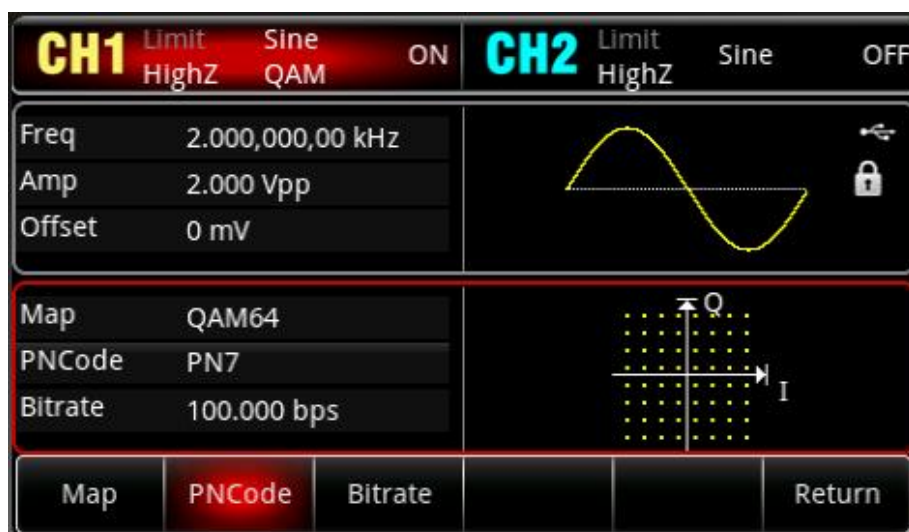 CH1 Limit Sine ON CH2 Limit Sine OFF
HighZ QAM HighZ
Freq 2.000,000,00 kHz
Amp 2.000 Vpp
Offset 0 mV
Map QAM64 Q
PNCode PN7
Bitrate 100.000 bps I
Map PNCode Bitrate Return